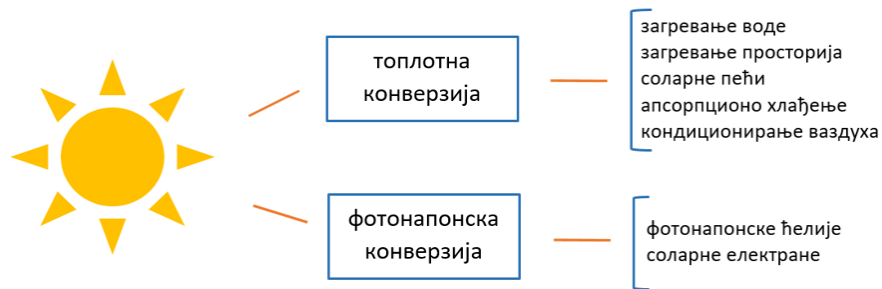 топлотна
конверзија
загревање воде
загревање просторија
соларне пећи
апсорпционо хлађење
кондиционирање ваздуха
фотонапонска
конверзија
фотонапонске ћелије
соларне електране